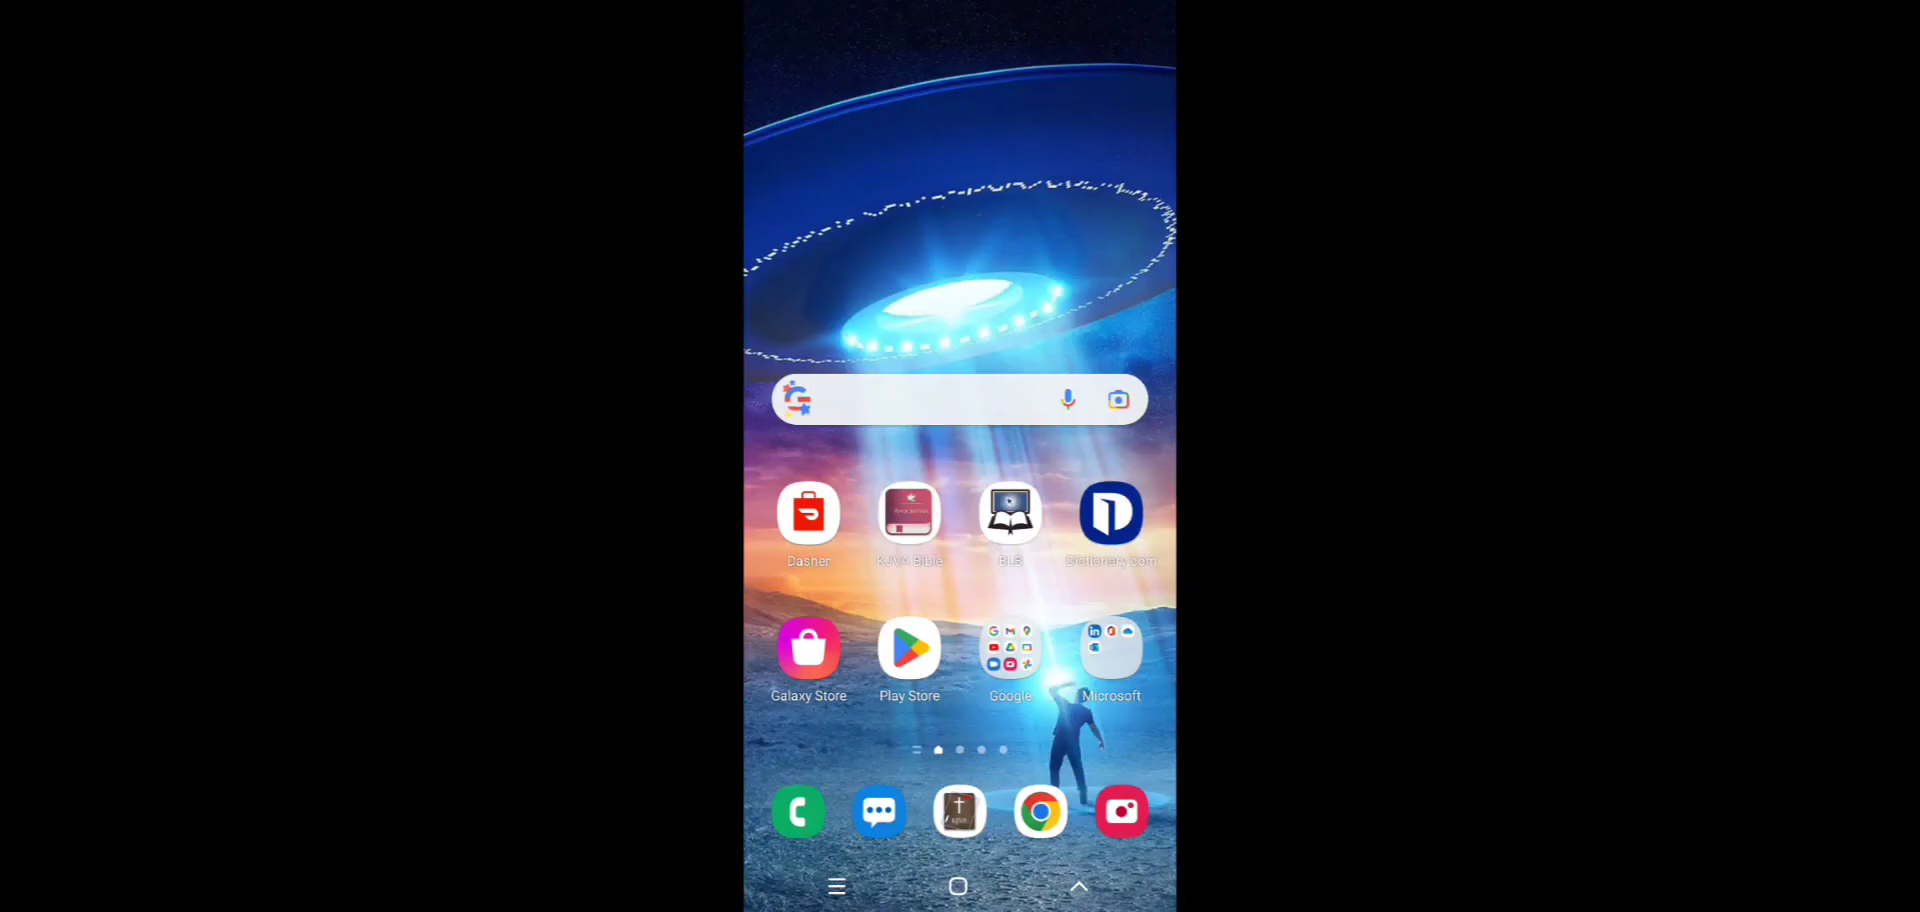 Dasher
KJVA Bible
BLB
Dictionary.com
Galaxy Store
Play Store
Google
Microsoft